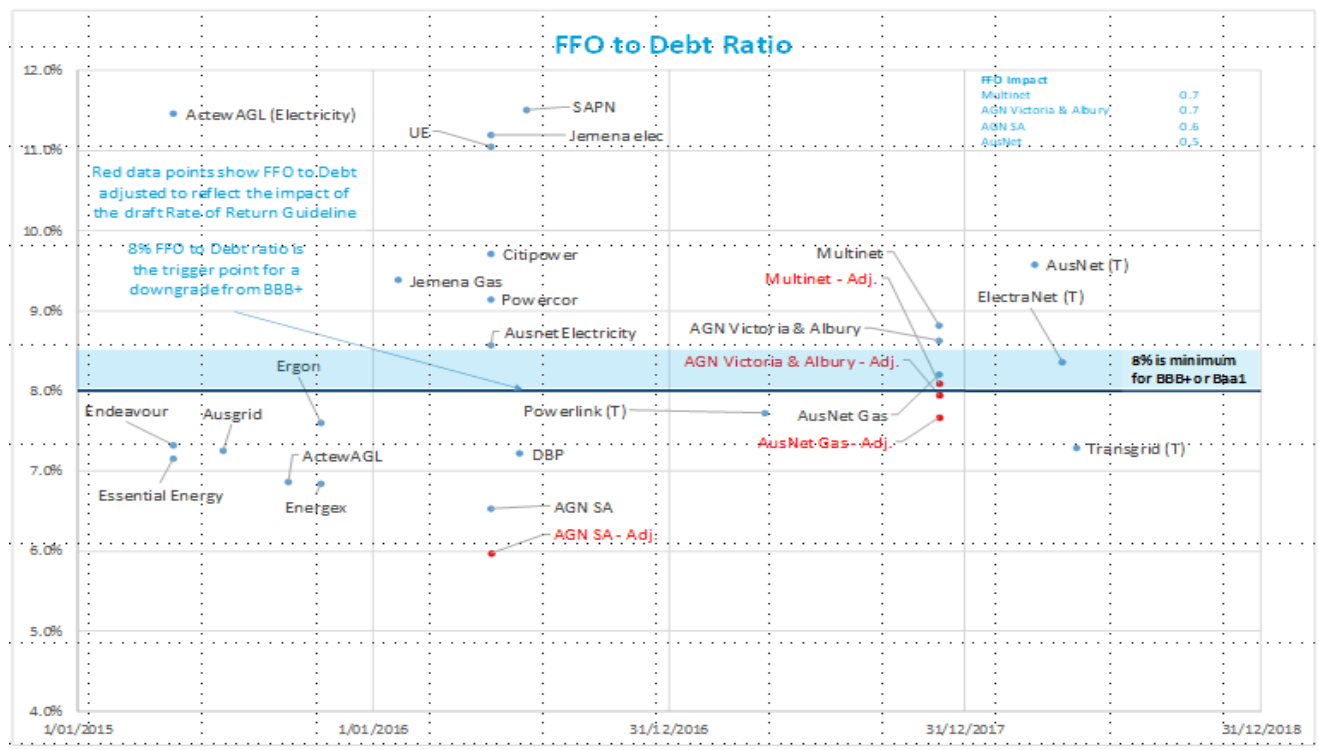 FFO to Debt Ratio
12.0%
11.0%
10.0%
9.0%
8.0%
7.0%
6.0%
5.0%
4.0%
1/01/2015
1/01/2016
31/12/2016
31/12/2017
31/12/2018
FFO Impact
Multinet 0.7
AGN Victoria & Albury 0.7
AGN SA 0.6
AusNet 0.5
ActewAGL (Electricity)
SAPN
UE
Jemena elec
Red data points show FFO to Debt
adjusted to reflect the impact of
the draft Rate of Return Guideline
8% FFO to Debt ratio is
the trigger point for a
downgrade from BBB+
Citipower
Jemena Gas
Powercor
Ausnet Electricity
Multinet
Multinet - Adj.
AusNet (T)
ElectraNet (T)
AGN Victoria & Albury
AGN Victoria & Albury - Adj.
8% is minimum
for BBB+ or Baa1
Ergon
Endeavour
Ausgrid
Powerlink (T)
AusNet Gas
AusNet Gas - Adj.
Transgrid (T)
ActewAGL
DBP
Essential Energy
Energex
AGN SA
AGN SA - Adj.